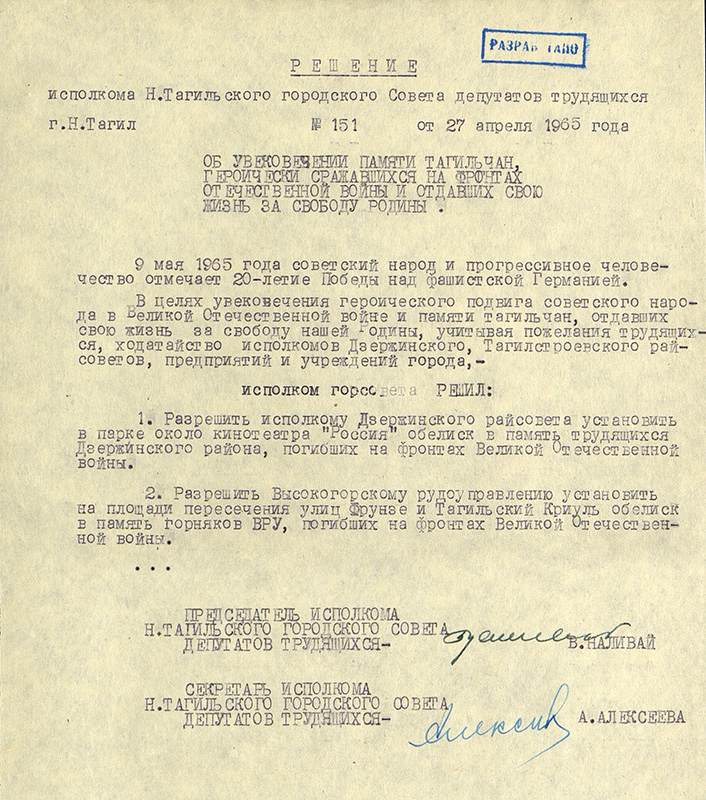 Р Е Ш Е Н И Е
исполкома Н.Тагильского городского Совета депутатов трудящихся
г.Н.Тагил № 151 от 27 апреля 1965 года
ОБ УВЕКОВЕЧЕНИИ ПАМЯТИ ТАГИЛЬЧАН,
ГЕРОИЧЕСКИ СРАЖАВШИХСЯ НА ФРОНТАХ
ОТЕЧЕСТВЕННОЙ ВОЙНЫ И ОТДАВШИХ СВОЮ
ЖИЗНЬ ЗА СВОБОДУ РОДИНЫ .
9 мая 1965 года советский народ и прогрессивное челове-
чество отмечает 20-летие Победы над фашистской Германией.
В целях увековечения героического подвига советского наро-
да в Великой Отечественной войне и памяти тагильчан, отдавших
свою жизнь за свободу нашей Родины, учитывая пожелания трудящих-
ся, ходатайство исполкомов Дзержинского, Тагилстроевского рай-
советов, предприятий и учреждений города,-
исполком горсовета РЕШИЛ:
1. Разрешить исполкому Дзержинского райсовета установить
в парке около кинотеатра "Россия" обелиск в память трудящихся
Дзержинского района, погибших на фронтах Великой Отечественной
войны.
2. Разрешить Высокогорскому рудоуправлению установить
на площади пересечения улиц Фрунзе и Тагильский Криуль обелиск
в память горняков ВРУ, погибших на фронтах Великой Отечествен-
ной войны.
...
ПРЕДСЕДАТЕЛЬ ИСПОЛКОМА
Н.ТАГИЛЬСКОГО ГОРОДСКОГО СОВЕТА
ДЕПУТАТОВ ТРУДЯЩИХСЯ- В.НАЛИВАЙ
СЕКРЕТАРЬ ИСПОЛКОМА
Н.ТАГИЛЬСКОГО ГОРОДСКОГО СОВЕТА
ДЕПУТАТОВ ТРУДЯЩИХСЯ- А.АЛЕКСЕЕВА